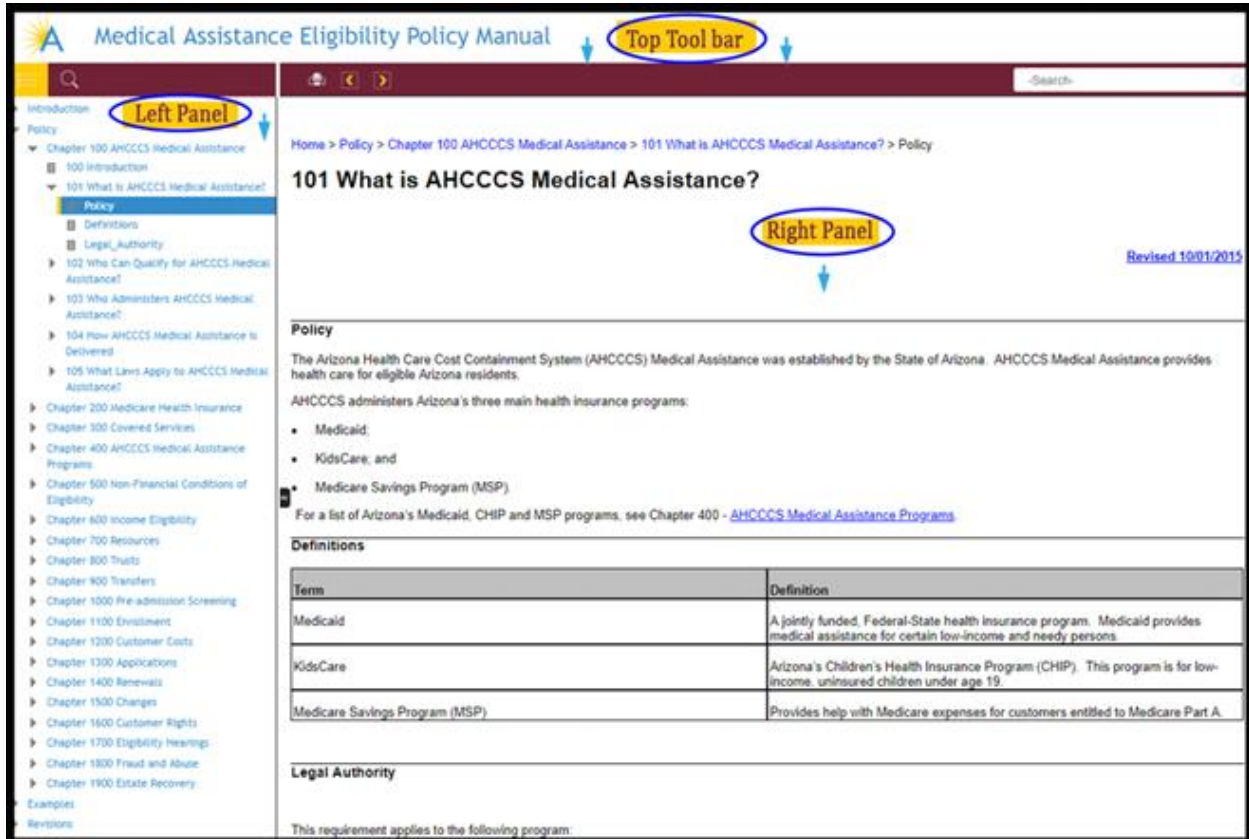 Medical Assistance Eligibility Policy Manual
Top Tool bar
-Search-
Left Panel
Introduction
Policy
Chapter 100 AHCCCS Medical Assistance
100 Introduction
101 What is AHCCCS Medical Assistance?
Policy
Definitions
Legal_Authority
102 Who Can Qualify for AHCCCS Medical
Assistance?
103 Who Administers AHCCCS Medical
Assistance?
104 How AHCCCS Medical Assistance is
Delivered
105 What Laws Apply to AHCCCS Medical
Assistance?
Chapter 200 Medicare Health Insurance
Chapter 300 Covered Services
Chapter 400 AHCCCS Medical Assistance
Programs
Chapter 500 Non-Financial Conditions of
Eligibility
Chapter 600 Income Eligibility
Chapter 700 Resources
Chapter 800 Trusts
Chapter 900 Transfers
Chapter 1000 Pre-admission Screening
Chapter 1100 Enrollment
Chapter 1200 Customer Costs
Chapter 1300 Applications
Chapter 1400 Renewals
Chapter 1500 Changes
Chapter 1600 Customer Rights
Chapter 1700 Eligibility Hearings
Chapter 1800 Fraud and Abuse
Chapter 1900 Estate Recovery
Examples
Revisions
Home > Policy > Chapter 100 AHCCCS Medical Assistance > 101 What is AHCCCS Medical Assistance? > Policy
101 What is AHCCCS Medical Assistance?
Right Panel
Revised 10/01/2015
Policy
The Arizona Health Care Cost Containment System (AHCCCS) Medical Assistance was established by the State of Arizona. AHCCCS Medical Assistance provides
health care for eligible Arizona residents.
AHCCCS administers Arizona's three main health insurance programs:
• Medicaid;
• KidsCare; and
• Medicare Savings Program (MSP).
For a list of Arizona's Medicaid, CHIP and MSP programs, see Chapter 400 - AHCCCS Medical Assistance Programs.
Definitions
Term Definition
Medicaid A jointly funded, Federal-State health insurance program. Medicaid provides
medical assistance for certain low-income and needy persons.
KidsCare Arizona's Children's Health Insurance Program (CHIP). This program is for low-
income, uninsured children under age 19.
Medicare Savings Program (MSP) Provides help with Medicare expenses for customers entitled to Medicare Part A.
Legal Authority
This requirement applies to the following program: